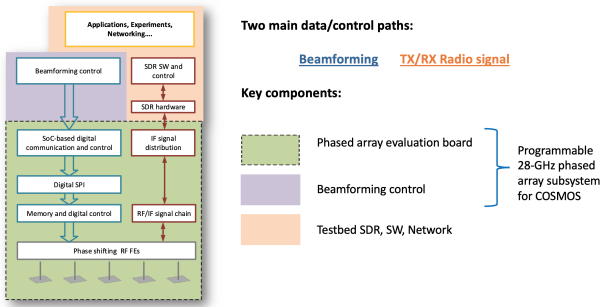 Applications, Experiments,
Networking....
Beamforming control
SDR SW and
control
SDR hardware
SoC-based digital
communication and control
IF signal
distribution
Digital SPI
Memory and digital control
RF/IF signal chain
Phase shifting RF FEs
Two main data/control paths:
Beamforming TX/RX Radio signal
Key components:
Phased array evaluation board
Beamforming control
Testbed SDR, SW, Network
Programmable
28-GHz phased
array subsystem
for COSMOS